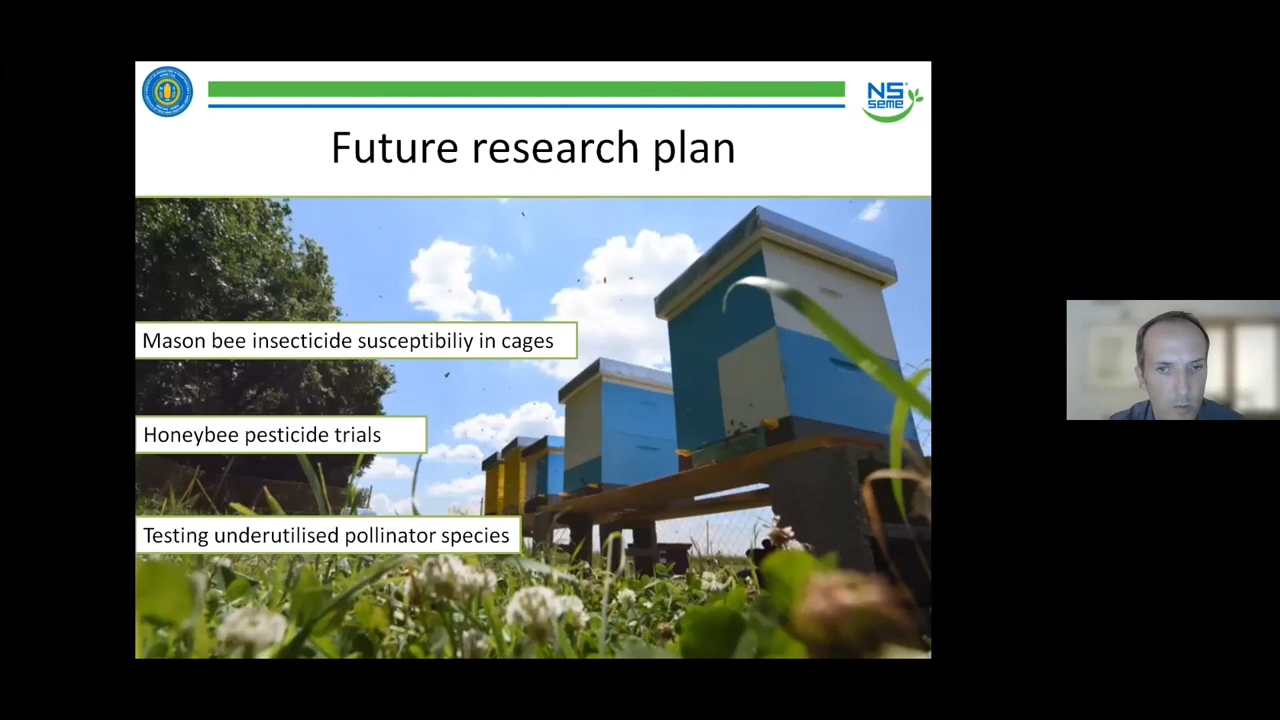 NS
seme
Future research plan
Mason bee insecticide susceptibiliy in cages
Honeybee pesticide trials
Testing underutilised pollinator species